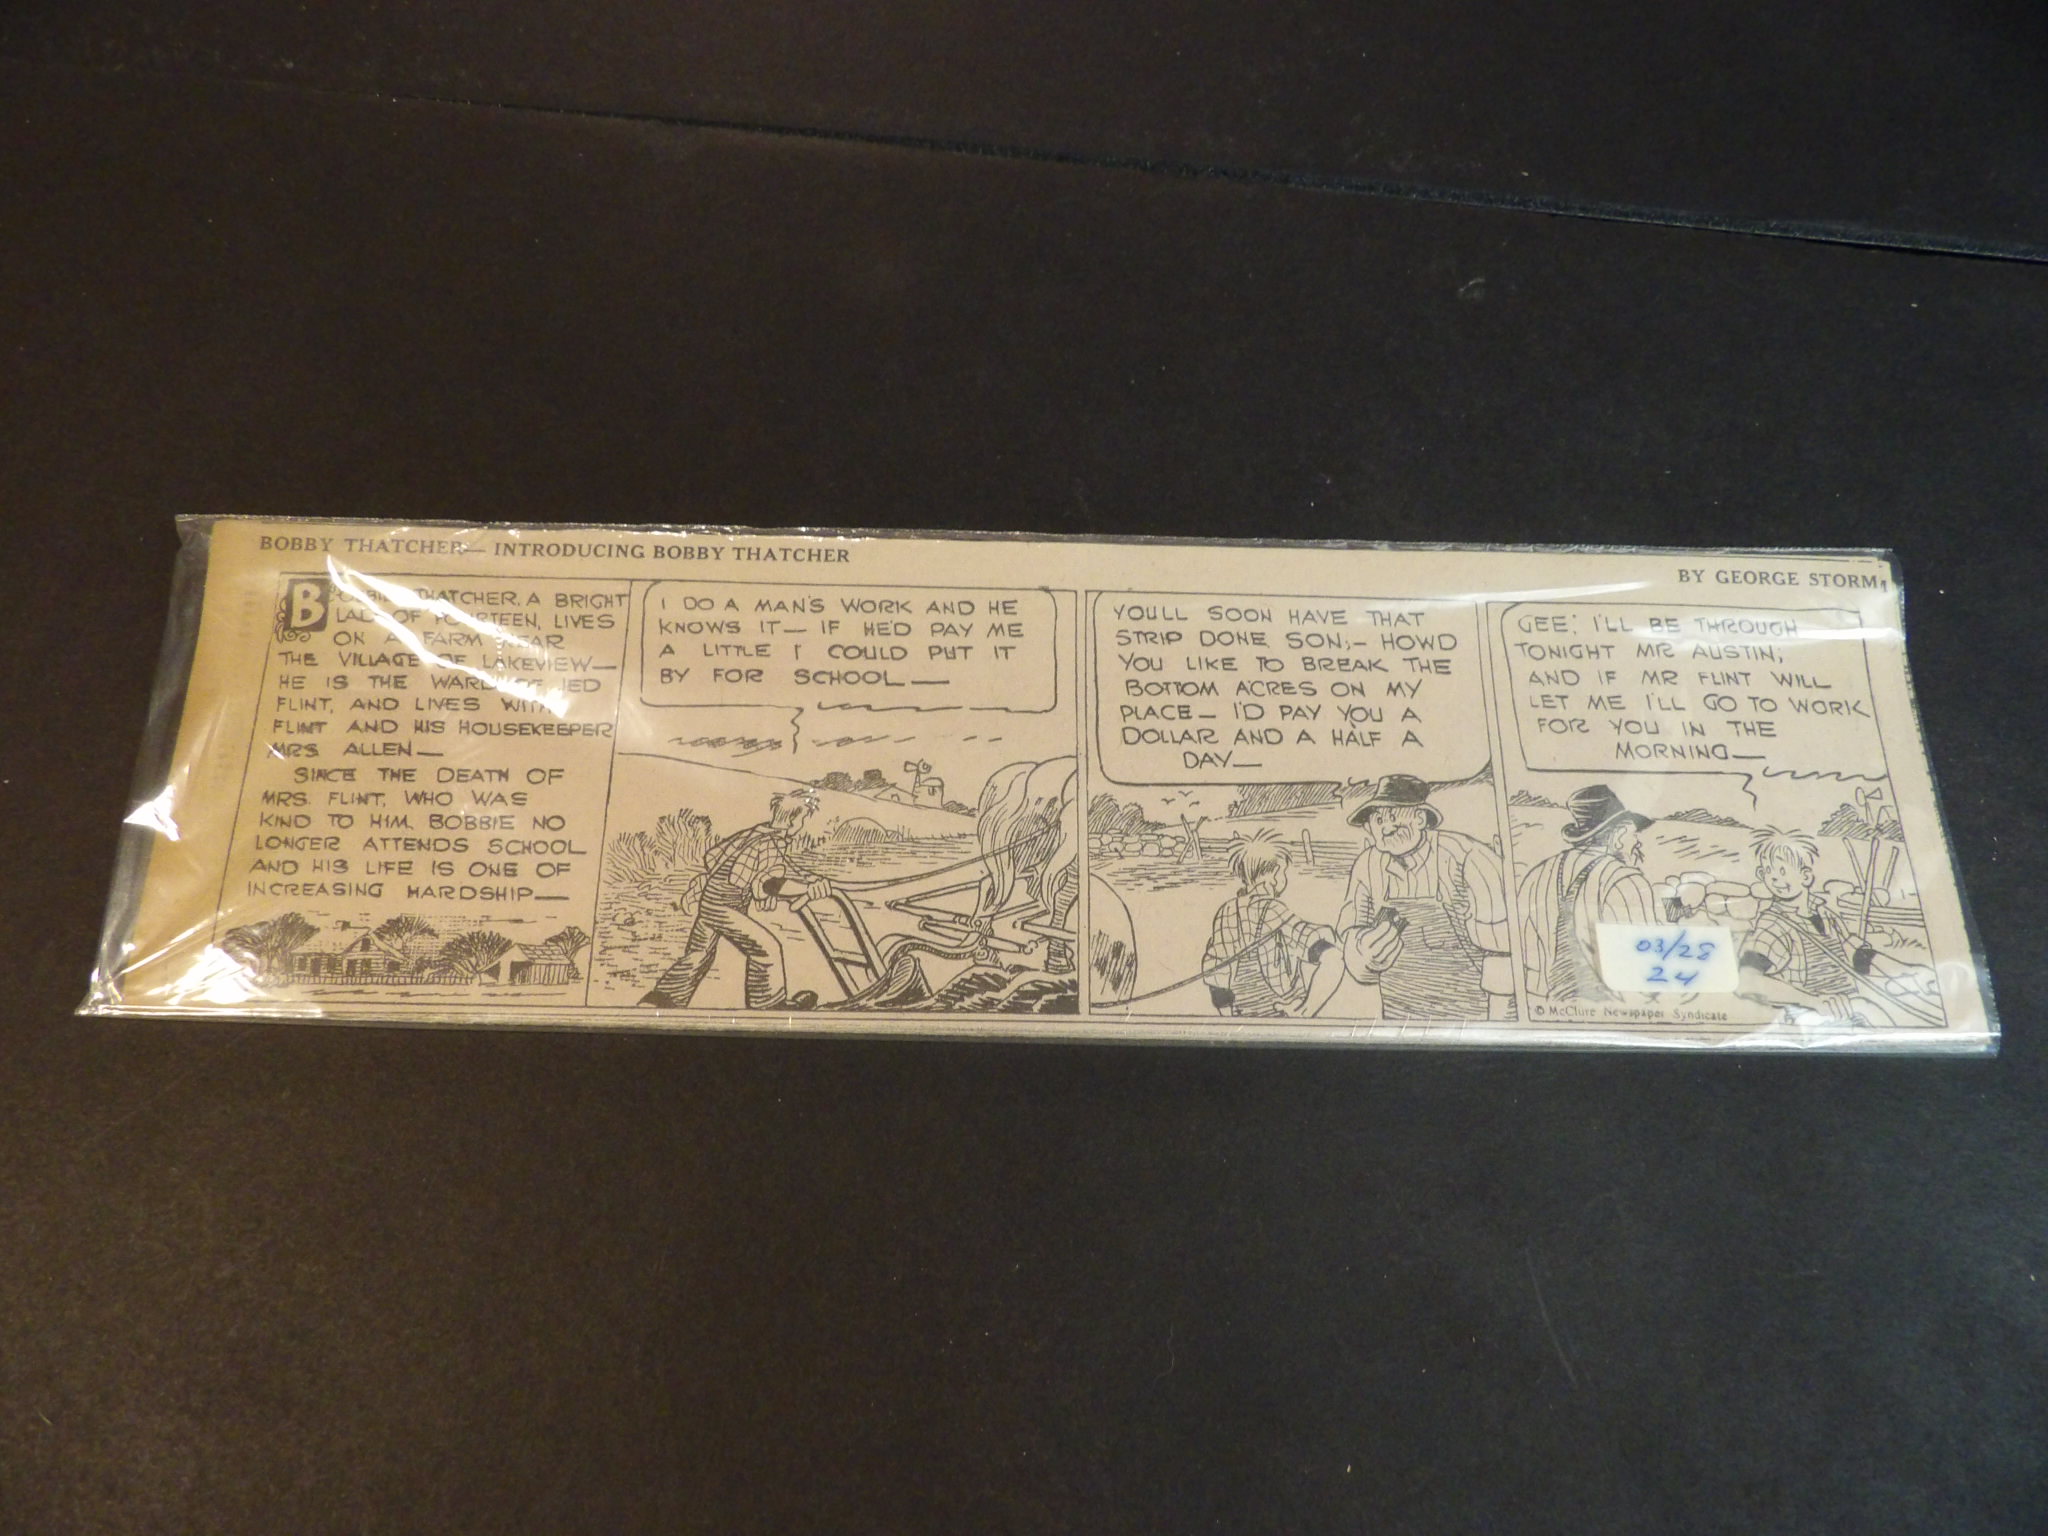 BOBBY THATCHER— INTRODUCING BOBBY THATCHER
BY GEORGE STORM
BOBBIE THATCHER, A BRIGHT
LAD OF FOURTEEN, LIVES
ON A FARM NEAR
THE VILLAGE OF LAKEVIEW—
HE IS THE WARD OF JED
FLINT, AND LIVES WITH
FLINT AND HIS HOUSEKEEPER
MRS ALLEN—
SINCE THE DEATH OF
MRS. FLINT, WHO WAS
KIND TO HIM, BOBBIE NO
LONGER ATTENDS SCHOOL
AND HIS LIFE IS ONE OF
INCREASING HARDSHIP—
I DO A MAN'S WORK AND HE
KNOWS IT— IF HE'D PAY ME
A LITTLE I COULD PUT IT
BY FOR SCHOOL—
YOU'LL SOON HAVE THAT
STRIP DONE, SON;— HOWD
YOU LIKE TO BREAK THE
BOTTOM ACRES ON MY
PLACE— I'D PAY YOU A
DOLLAR AND A HALF A
DAY—
GEE! I'LL BE THROUGH
TONIGHT MR AUSTIN;
AND IF MR FLINT WILL
LET ME I'LL GO TO WORK
FOR YOU IN THE
MORNING—
03/28
24
© McClure Newspaper Syndicate